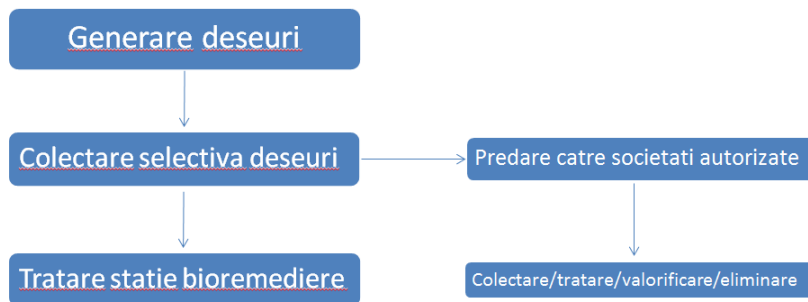 Generare deseuri
Colectare selectiva deseuri
Predare catre societati autorizate
Tratare statie bioremediere
Colectare/tratare/valorificare/eliminare